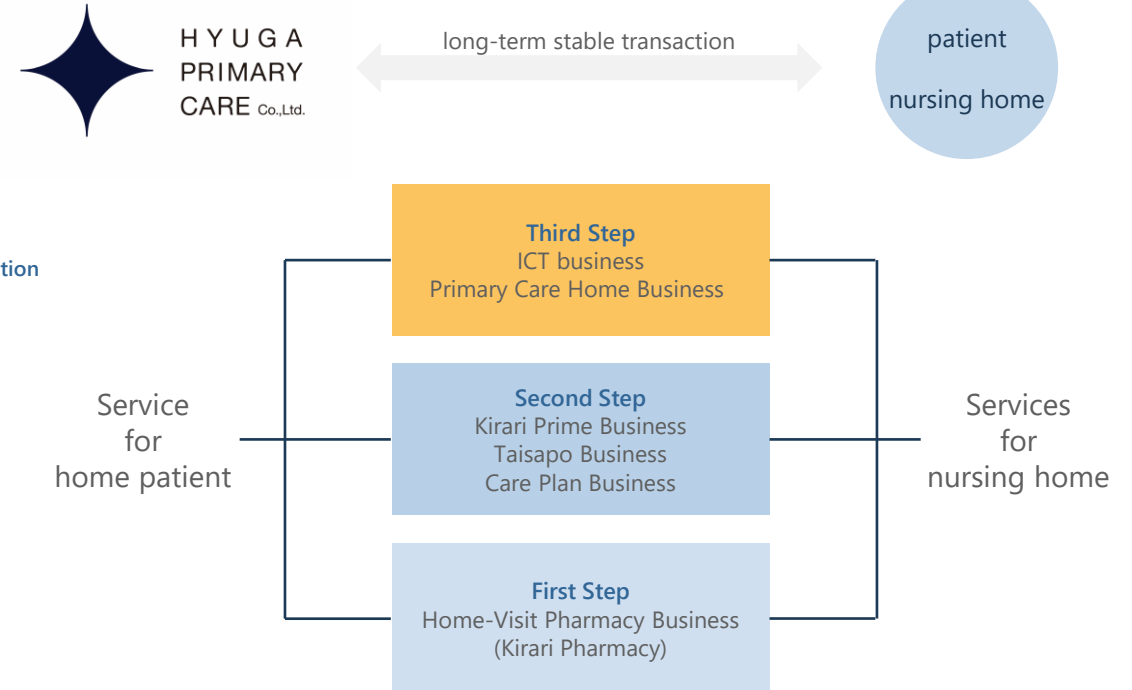 HYUGA
PRIMARY
CARE Co.,Ltd.
long-term stable transaction
patient
nursing home
Third Step
ICT business
Primary Care Home Business
tion
Second Step
Kirari Prime Business
Taisapo Business
Care Plan Business
Service
for
home patient
Services
for
nursing home
First Step
Home-Visit Pharmacy Business
(Kirari Pharmacy)